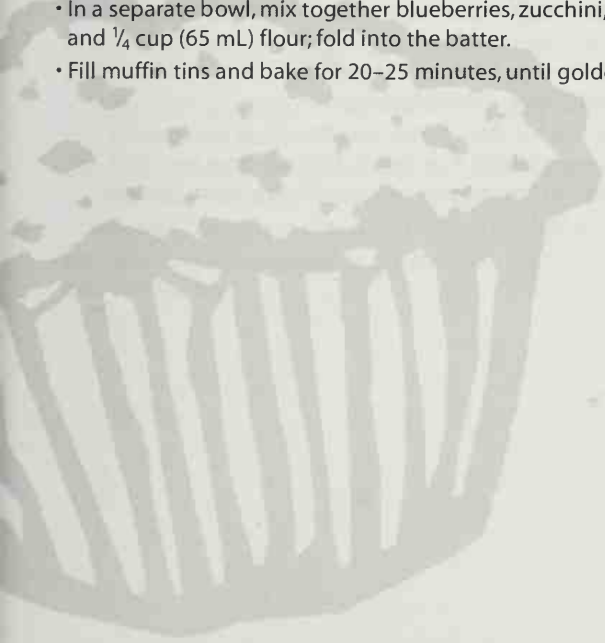 • In a separate bowl, mix together blueberries, zucchini,
and ¼ cup (65 mL) flour; fold into the batter.
• Fill muffin tins and bake for 20–25 minutes, until